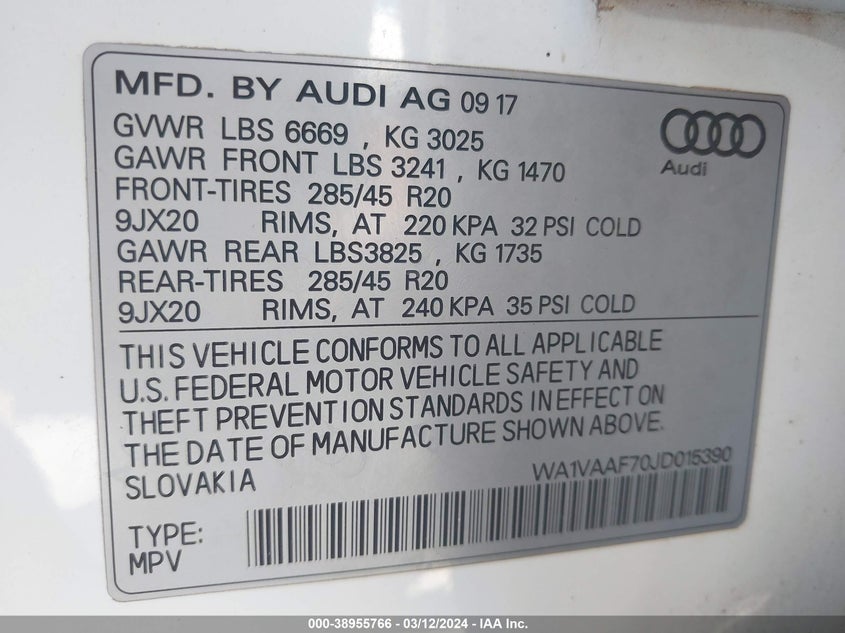 MFD. BY AUDI AG 09 17
GVWR LBS 6669 , KG 3025
GAWR FRONT LBS 3241 , KG 1470
FRONT-TIRES 285/45 R20
9JX20 RIMS, AT 220 KPA 32 PSI COLD
GAWR REAR LBS3825 , KG 1735
REAR-TIRES 285/45 R20
9JX20 RIMS, AT 240 KPA 35 PSI COLD
Audi
THIS VEHICLE CONFORMS TO ALL APPLICABLE
U.S. FEDERAL MOTOR VEHICLE SAFETY AND
THEFT PREVENTION STANDARDS IN EFFECT ON
THE DATE OF MANUFACTURE SHOWN ABOVE.
SLOVAKIA
WA1VAAF70JD015390
TYPE:
MPV
000-38955766 - 03/12/2024 - IAA Inc.